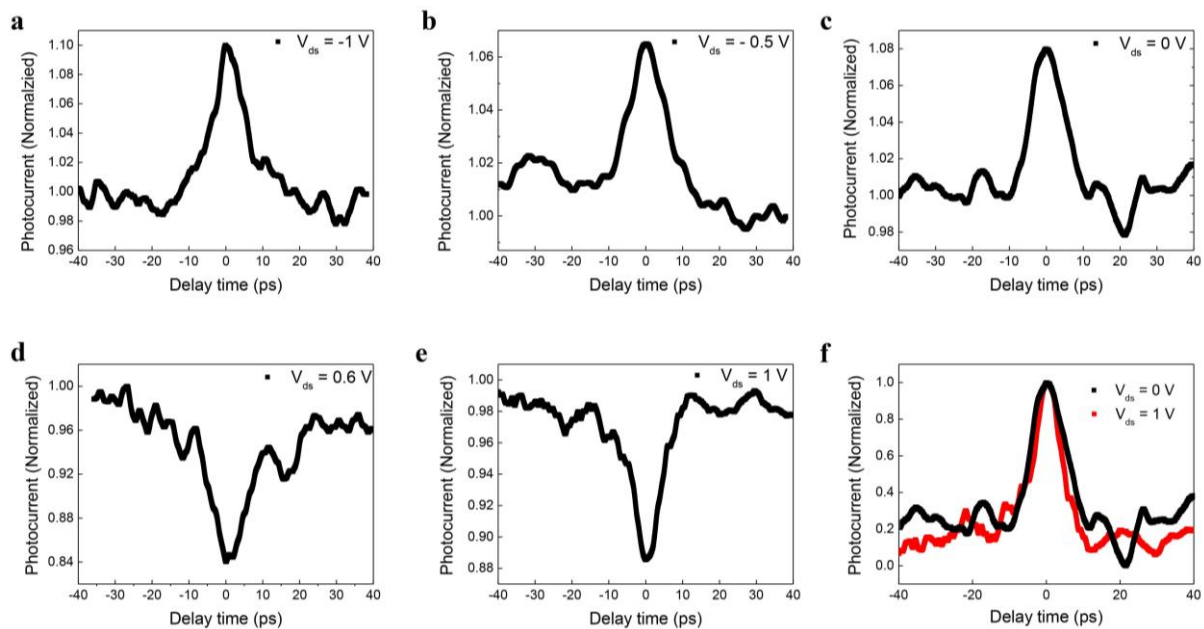 a
Photocurrent (Normalzied)
1.10
1.08
1.06
1.04
1.02
1.00
0.98
0.96
-40 -30 -20 -10 0 10 20 30 40
Delay time (ps)
■ Vds = -1 V
b
Photocurrent (Normalzied)
1.06
1.04
1.02
1.00
-40 -30 -20 -10 0 10 20 30 40
Delay time (ps)
■ Vds = - 0.5 V
c
Photocurrent (Normalized)
1.08
1.06
1.04
1.02
1.00
0.98
-40 -30 -20 -10 0 10 20 30 40
Delay time (ps)
■ Vds = 0 V
d
Photocurrent (Normalized)
1.00
0.96
0.92
0.88
0.84
-40 -30 -20 -10 0 10 20 30 40
Delay time (ps)
■ Vds = 0.6 V
e
Photocurrent (Normalized)
1.00
0.98
0.96
0.94
0.92
0.90
0.88
-40 -30 -20 -10 0 10 20 30 40
Delay time (ps)
■ Vds = 1 V
f
Photocurrent (Normalized)
1.0
0.8
0.6
0.4
0.2
0.0
-40 -20 0 20 40
Delay time (ps)
■ Vds = 0 V
■ Vds = 1 V